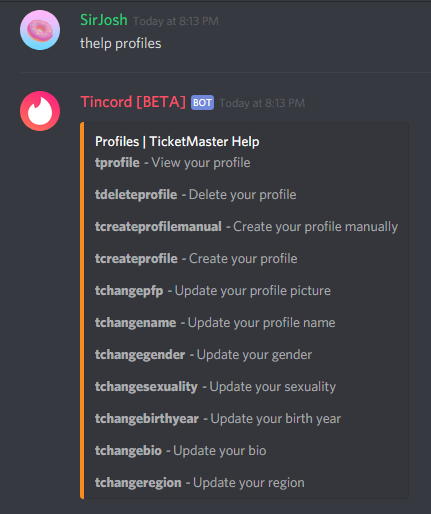 SirJosh Today at 8:13 PM
thelp profiles
Tincord [BETA] BOT Today at 8:13 PM
Profiles | TicketMaster Help
tprofile - View your profile
tdeleteprofile - Delete your profile
tcreateprofilemanual - Create your profile manually
tcreateprofile - Create your profile
tchangepfp - Update your profile picture
tchangename - Update your profile name
tchangegender - Update your gender
tchangesexuality - Update your sexuality
tchangebirthyear - Update your birth year
tchangebio - Update your bio
tchangeregion - Update your region